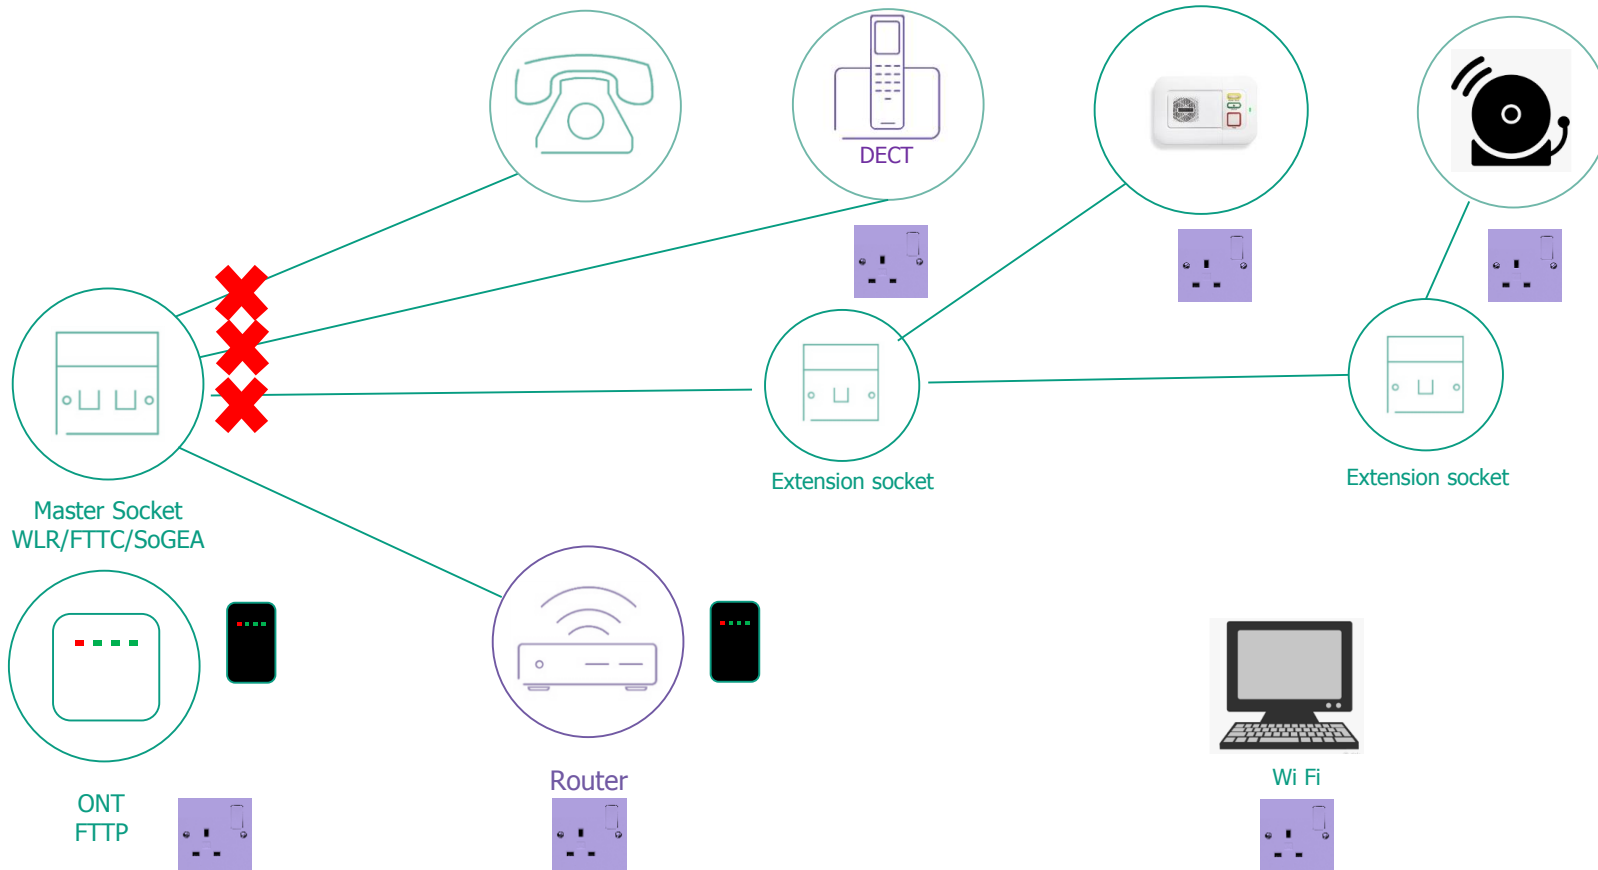 DECT
Extension socket
Extension socket
Master Socket
WLR/FTTC/SoGEA
Router
Wi Fi
ONT
FTTP